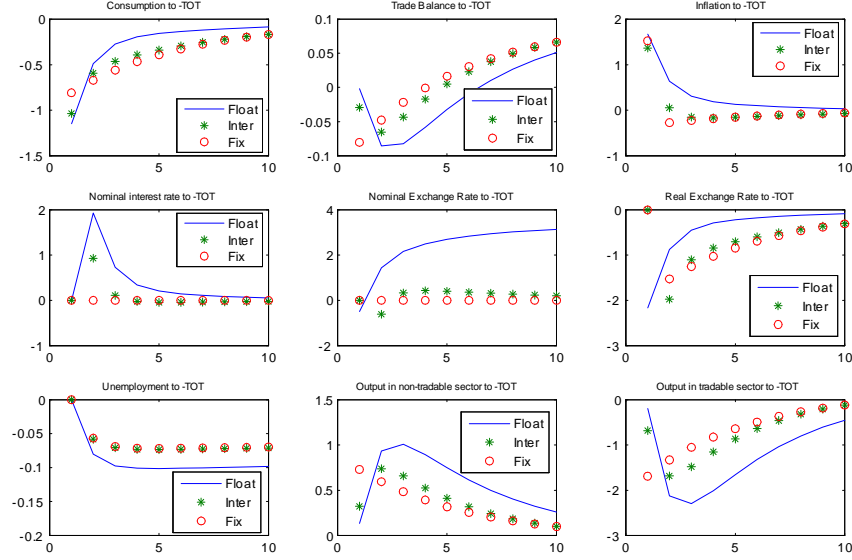 Consumption to -TOT
0
-0.5
-1
-1.5
0
5
10
Float
Inter
Fix
Trade Balance to -TOT
0.1
0.05
0
-0.05
-0.1
0
5
10
Float
Inter
Fix
Inflation to -TOT
2
1
0
-1
0
5
10
Float
Inter
Fix
Nominal interest rate to -TOT
2
1
0
-1
0
5
10
Float
Inter
Fix
Nominal Exchange Rate to -TOT
4
2
0
-2
0
5
10
Float
Inter
Fix
Real Exchange Rate to -TOT
0
-1
-2
-3
0
5
10
Float
Inter
Fix
Unemployment to -TOT
0
-0.05
-0.1
-0.15
-0.2
0
5
10
Float
Inter
Fix
Output in non-tradable sector to -TOT
1.5
1
0.5
0
0
5
10
Float
Inter
Fix
Output in tradable sector to -TOT
0
-1
-2
-3
0
5
10
Float
Inter
Fix